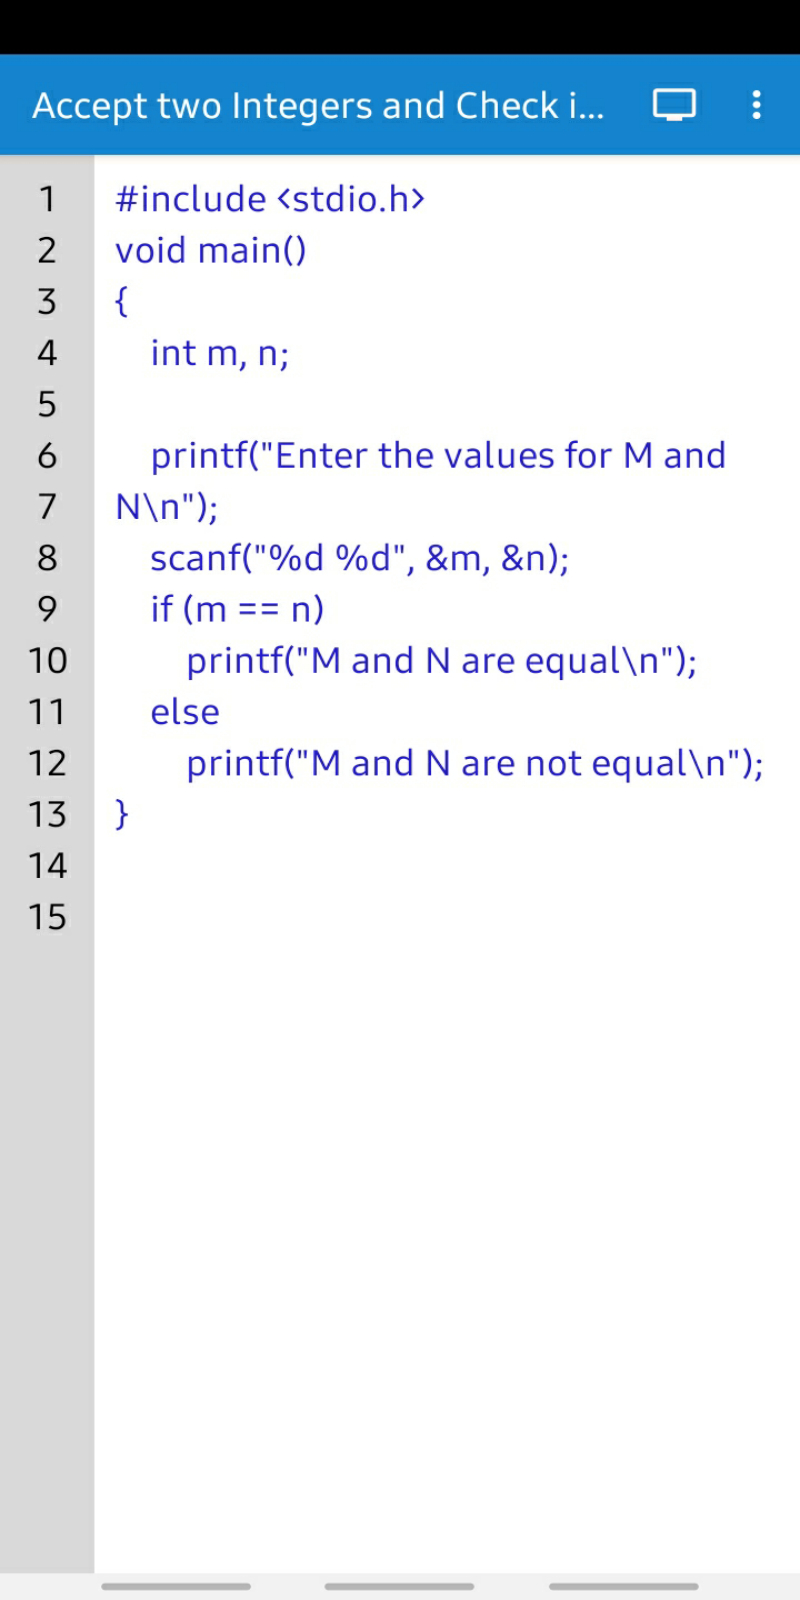 Accept two Integers and Check i...
1 #include <stdio.h>
2 void main()
3 {
4 int m, n;
5
6 printf("Enter the values for M and
7 N\n");
8 scanf("%d %d", &m, &n);
9 if (m == n)
10 printf("M and N are equal\n");
11 else
12 printf("M and N are not equal\n");
13 }
14
15